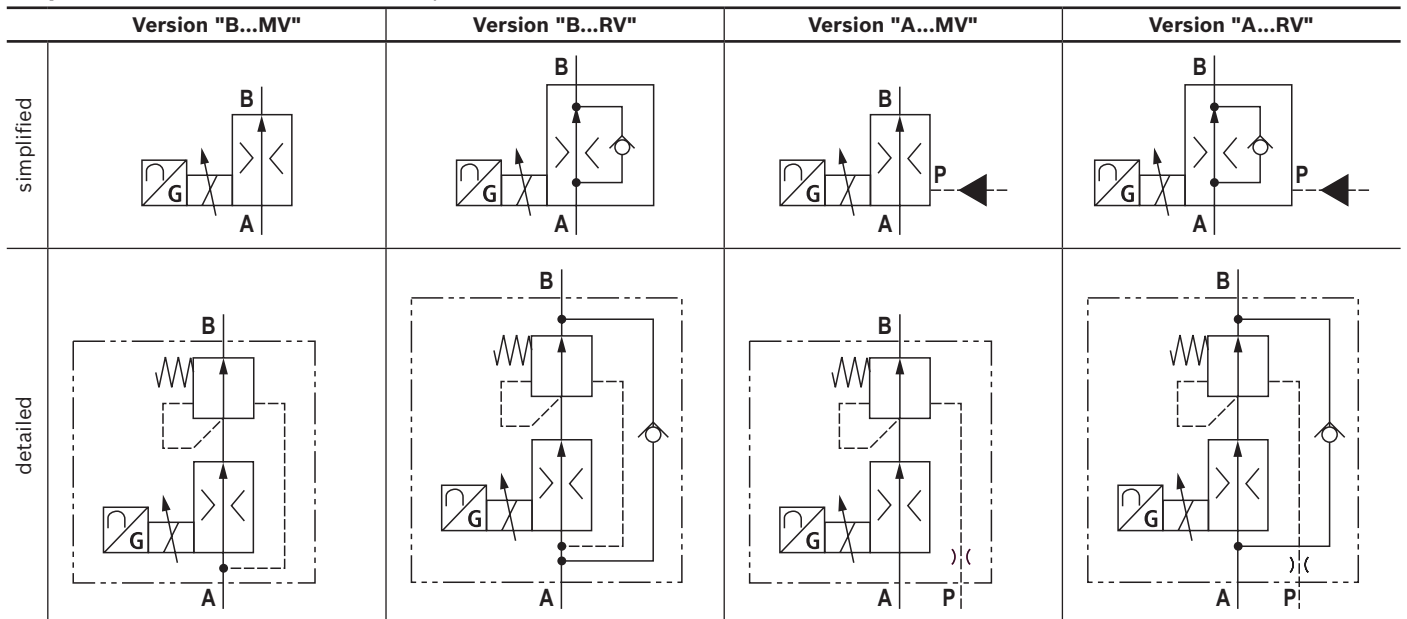 Version "B...MV"
Version "B...RV"
Version "A...MV"
Version "A...RV"
simplified
B
G
A
B
G
A
B
P
G
A
B
P
G
A
detailed
B
G
A
B
G
A
B
G
A
P
B
G
A
P